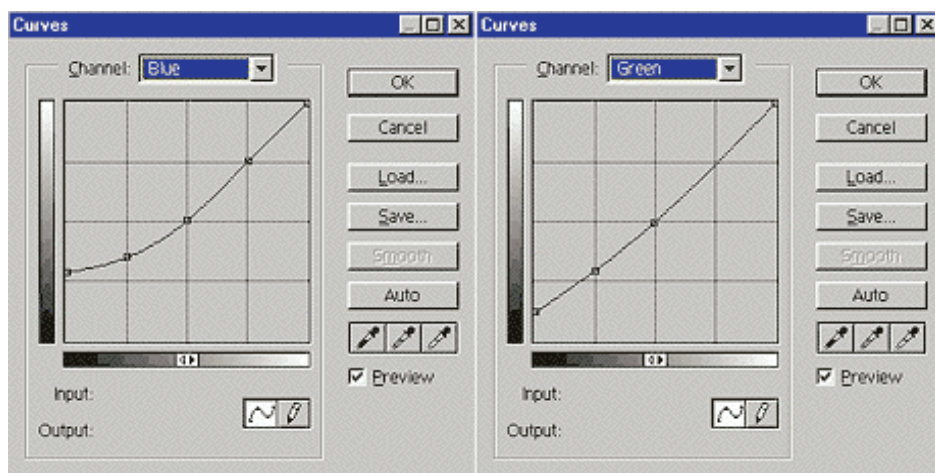 Curves
Channel: Blue
OK
Cancel
Load...
Save...
Smooth
Auto
Preview
Input:
Output:
Curves
Channel: Green
OK
Cancel
Load...
Save...
Smooth
Auto
Preview
Input:
Output: